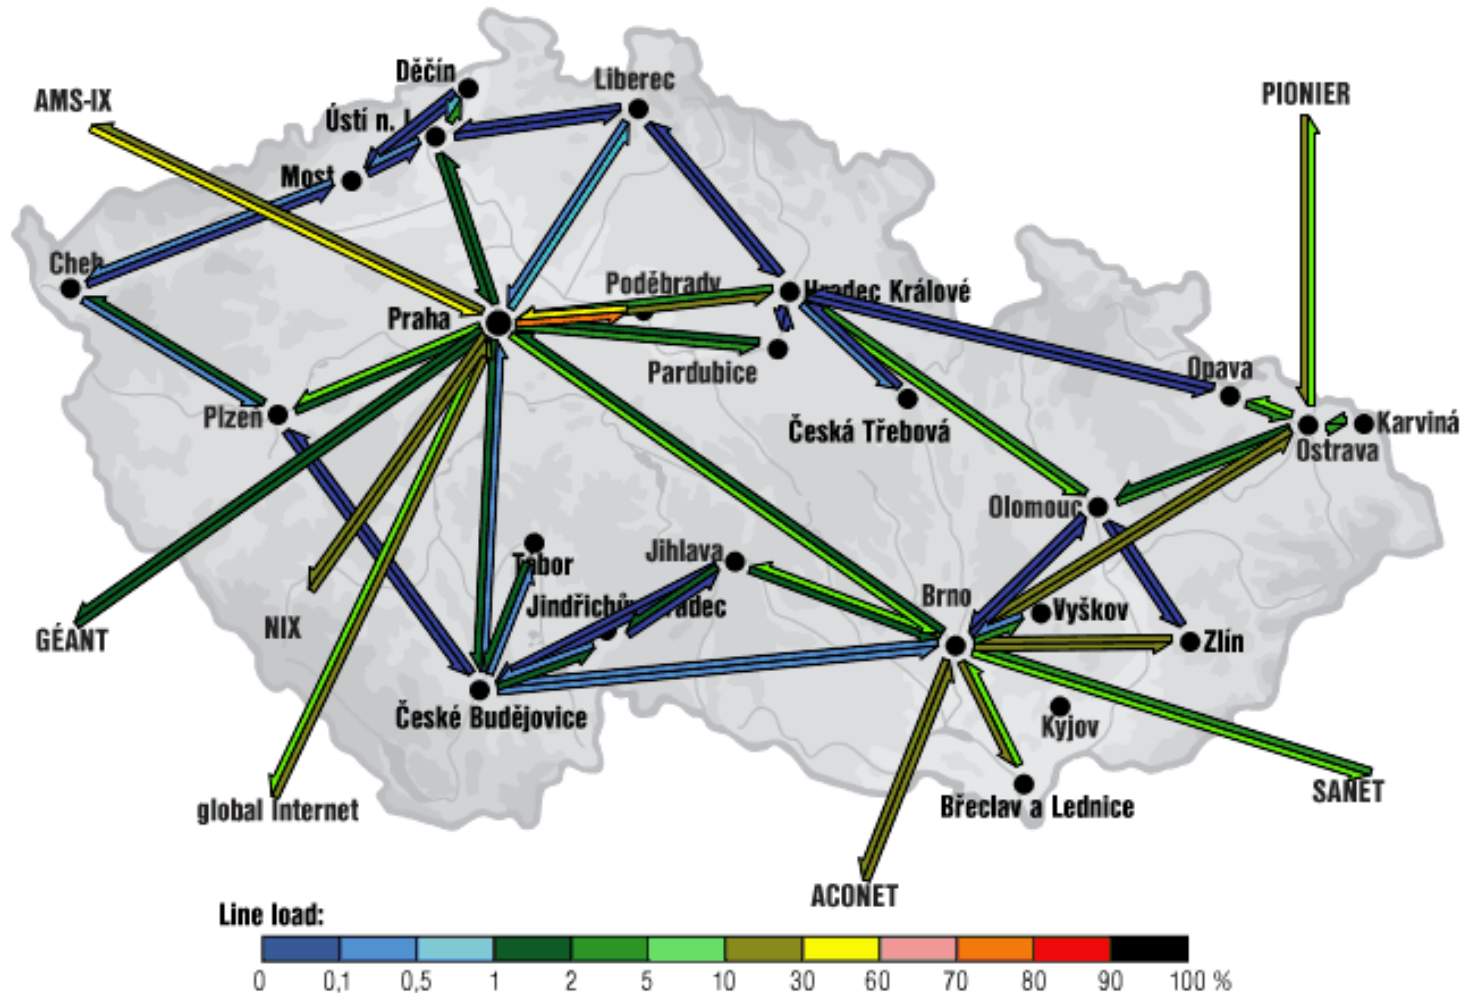 Děčín
Liberec
AMS-IX
PIONIER
Ústí n. L
Most
Cheb
Poděbrady
Hradec Králové
Praha
Pardubice
Opava
Plzeň
Česká Třebová
Karviná
Ostrava
Olomouc
Tábor
Jihlava
Jindřichův Hradec
Brno
Vyškov
GÉANT
NIX
Zlín
České Budějovice
Kyjov
global Internet
SANET
Břeclav a Lednice
ACONET
Line load:
0 0,1 0,5 1 2 5 10 30 60 70 80 90 100 %